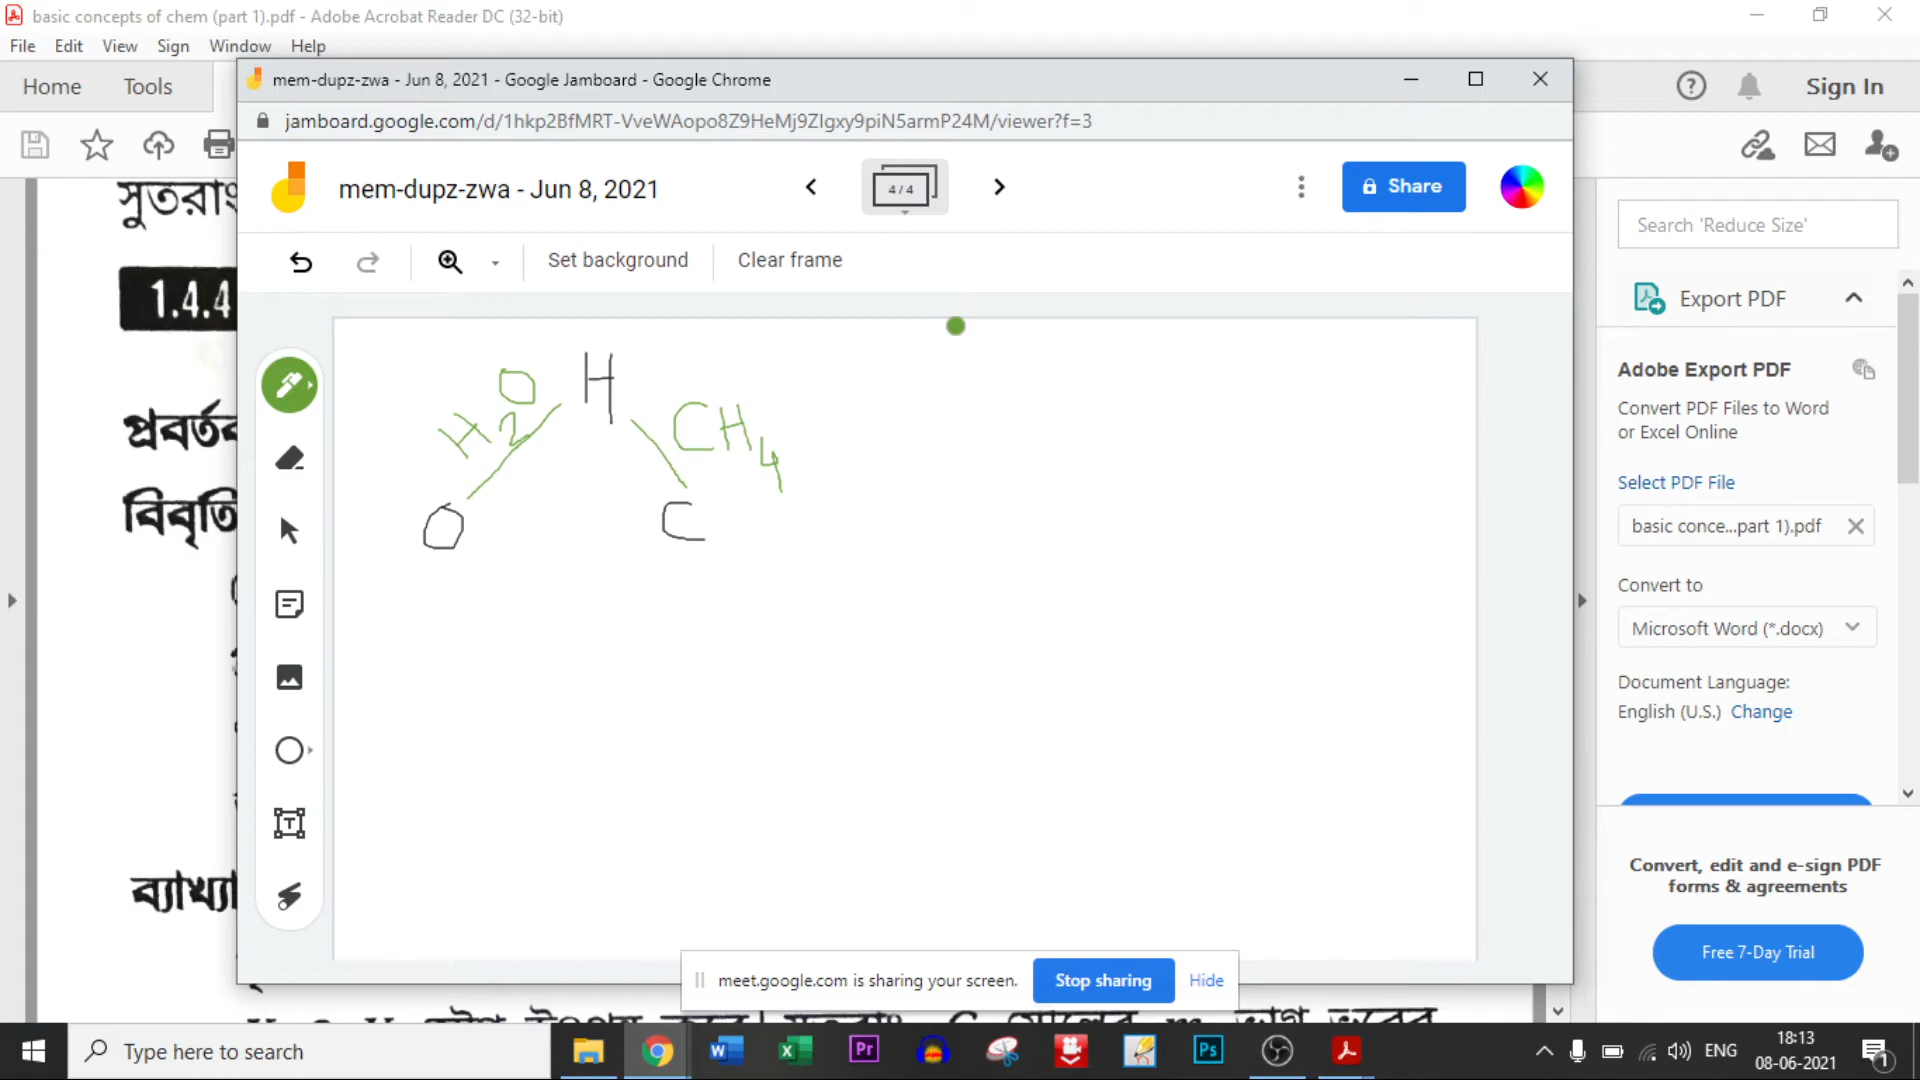 basic concepts of chem (part 1).pdf - Adobe Acrobat Reader DC (32-bit)
File Edit View Sign Window Help
Home Tools
Sign In
mem-dupz-zwa - Jun 8, 2021 - Google Jamboard - Google Chrome
jamboard.google.com/d/1hkp2BfMRT-VveWAopo8Z9HeMj9ZIgxy9piN5armP24M/viewer?f=3
mem-dupz-zwa - Jun 8, 2021
4 / 4
Share
Set background Clear frame
1.4.4
H
H2O
CH4
O
C
বিবৃতি
ব্যাখ্যা
Search 'Reduce Size'
Export PDF
Adobe Export PDF
Convert PDF Files to Word
or Excel Online
Select PDF File
basic conce...part 1).pdf
Convert to
Microsoft Word (*.docx)
Document Language:
English (U.S.) Change
Convert, edit and e-sign PDF
forms & agreements
Free 7-Day Trial
meet.google.com is sharing your screen. Stop sharing Hide
Type here to search
ENG
18:13
08-06-2021
1